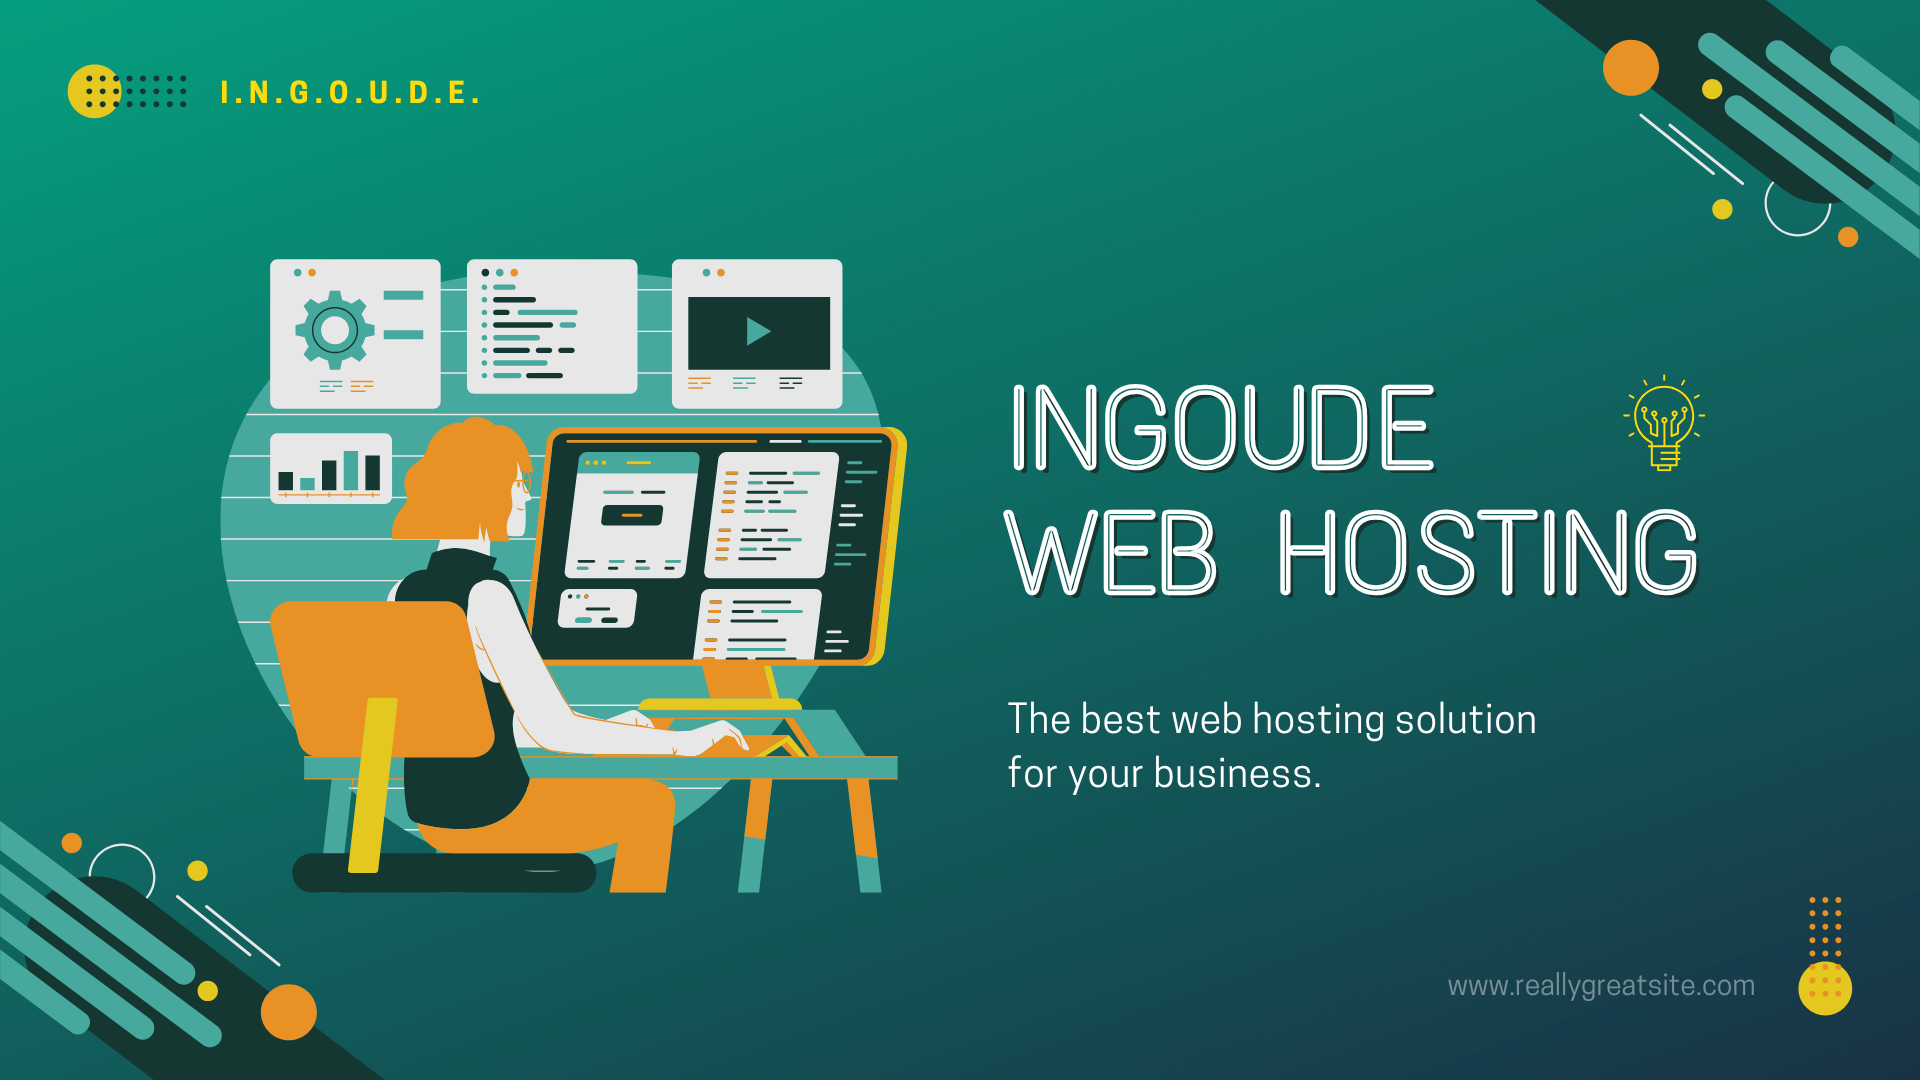 I.N.G.O.U.D.E.
INGOUDE
WEB HOSTING
The best web hosting solution
for your business.
www.reallygreatsite.com